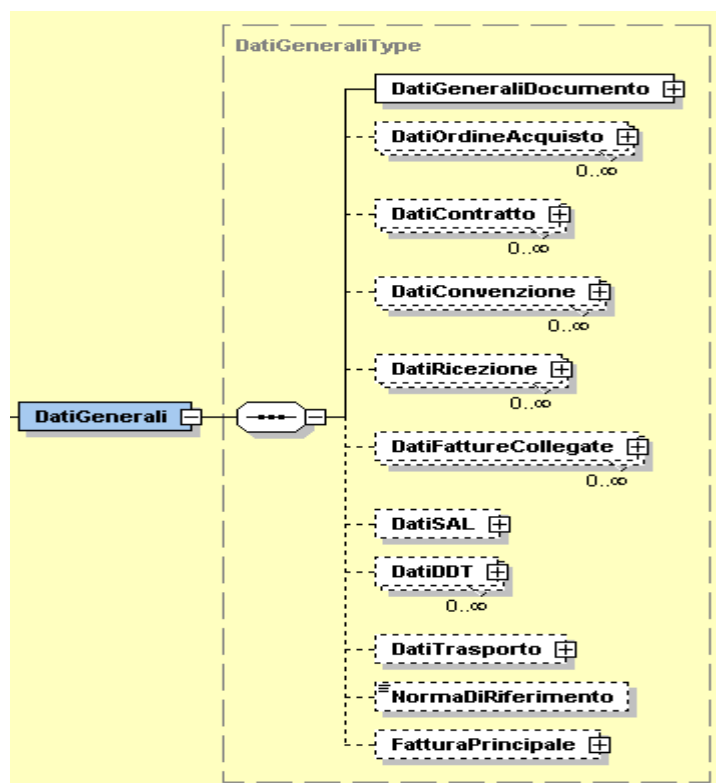 DatiGeneraliType
DatiGeneraliDocumento
DatiOrdineAcquisto
0..∞
DatiContratto
0..∞
DatiConvenzione
0..∞
DatiRicezione
0..∞
DatiGenerali
DatiFattureCollegate
0..∞
DatiSAL
DatiDDT
0..∞
DatiTrasporto
NormaDiRiferimento
FatturaPrincipale